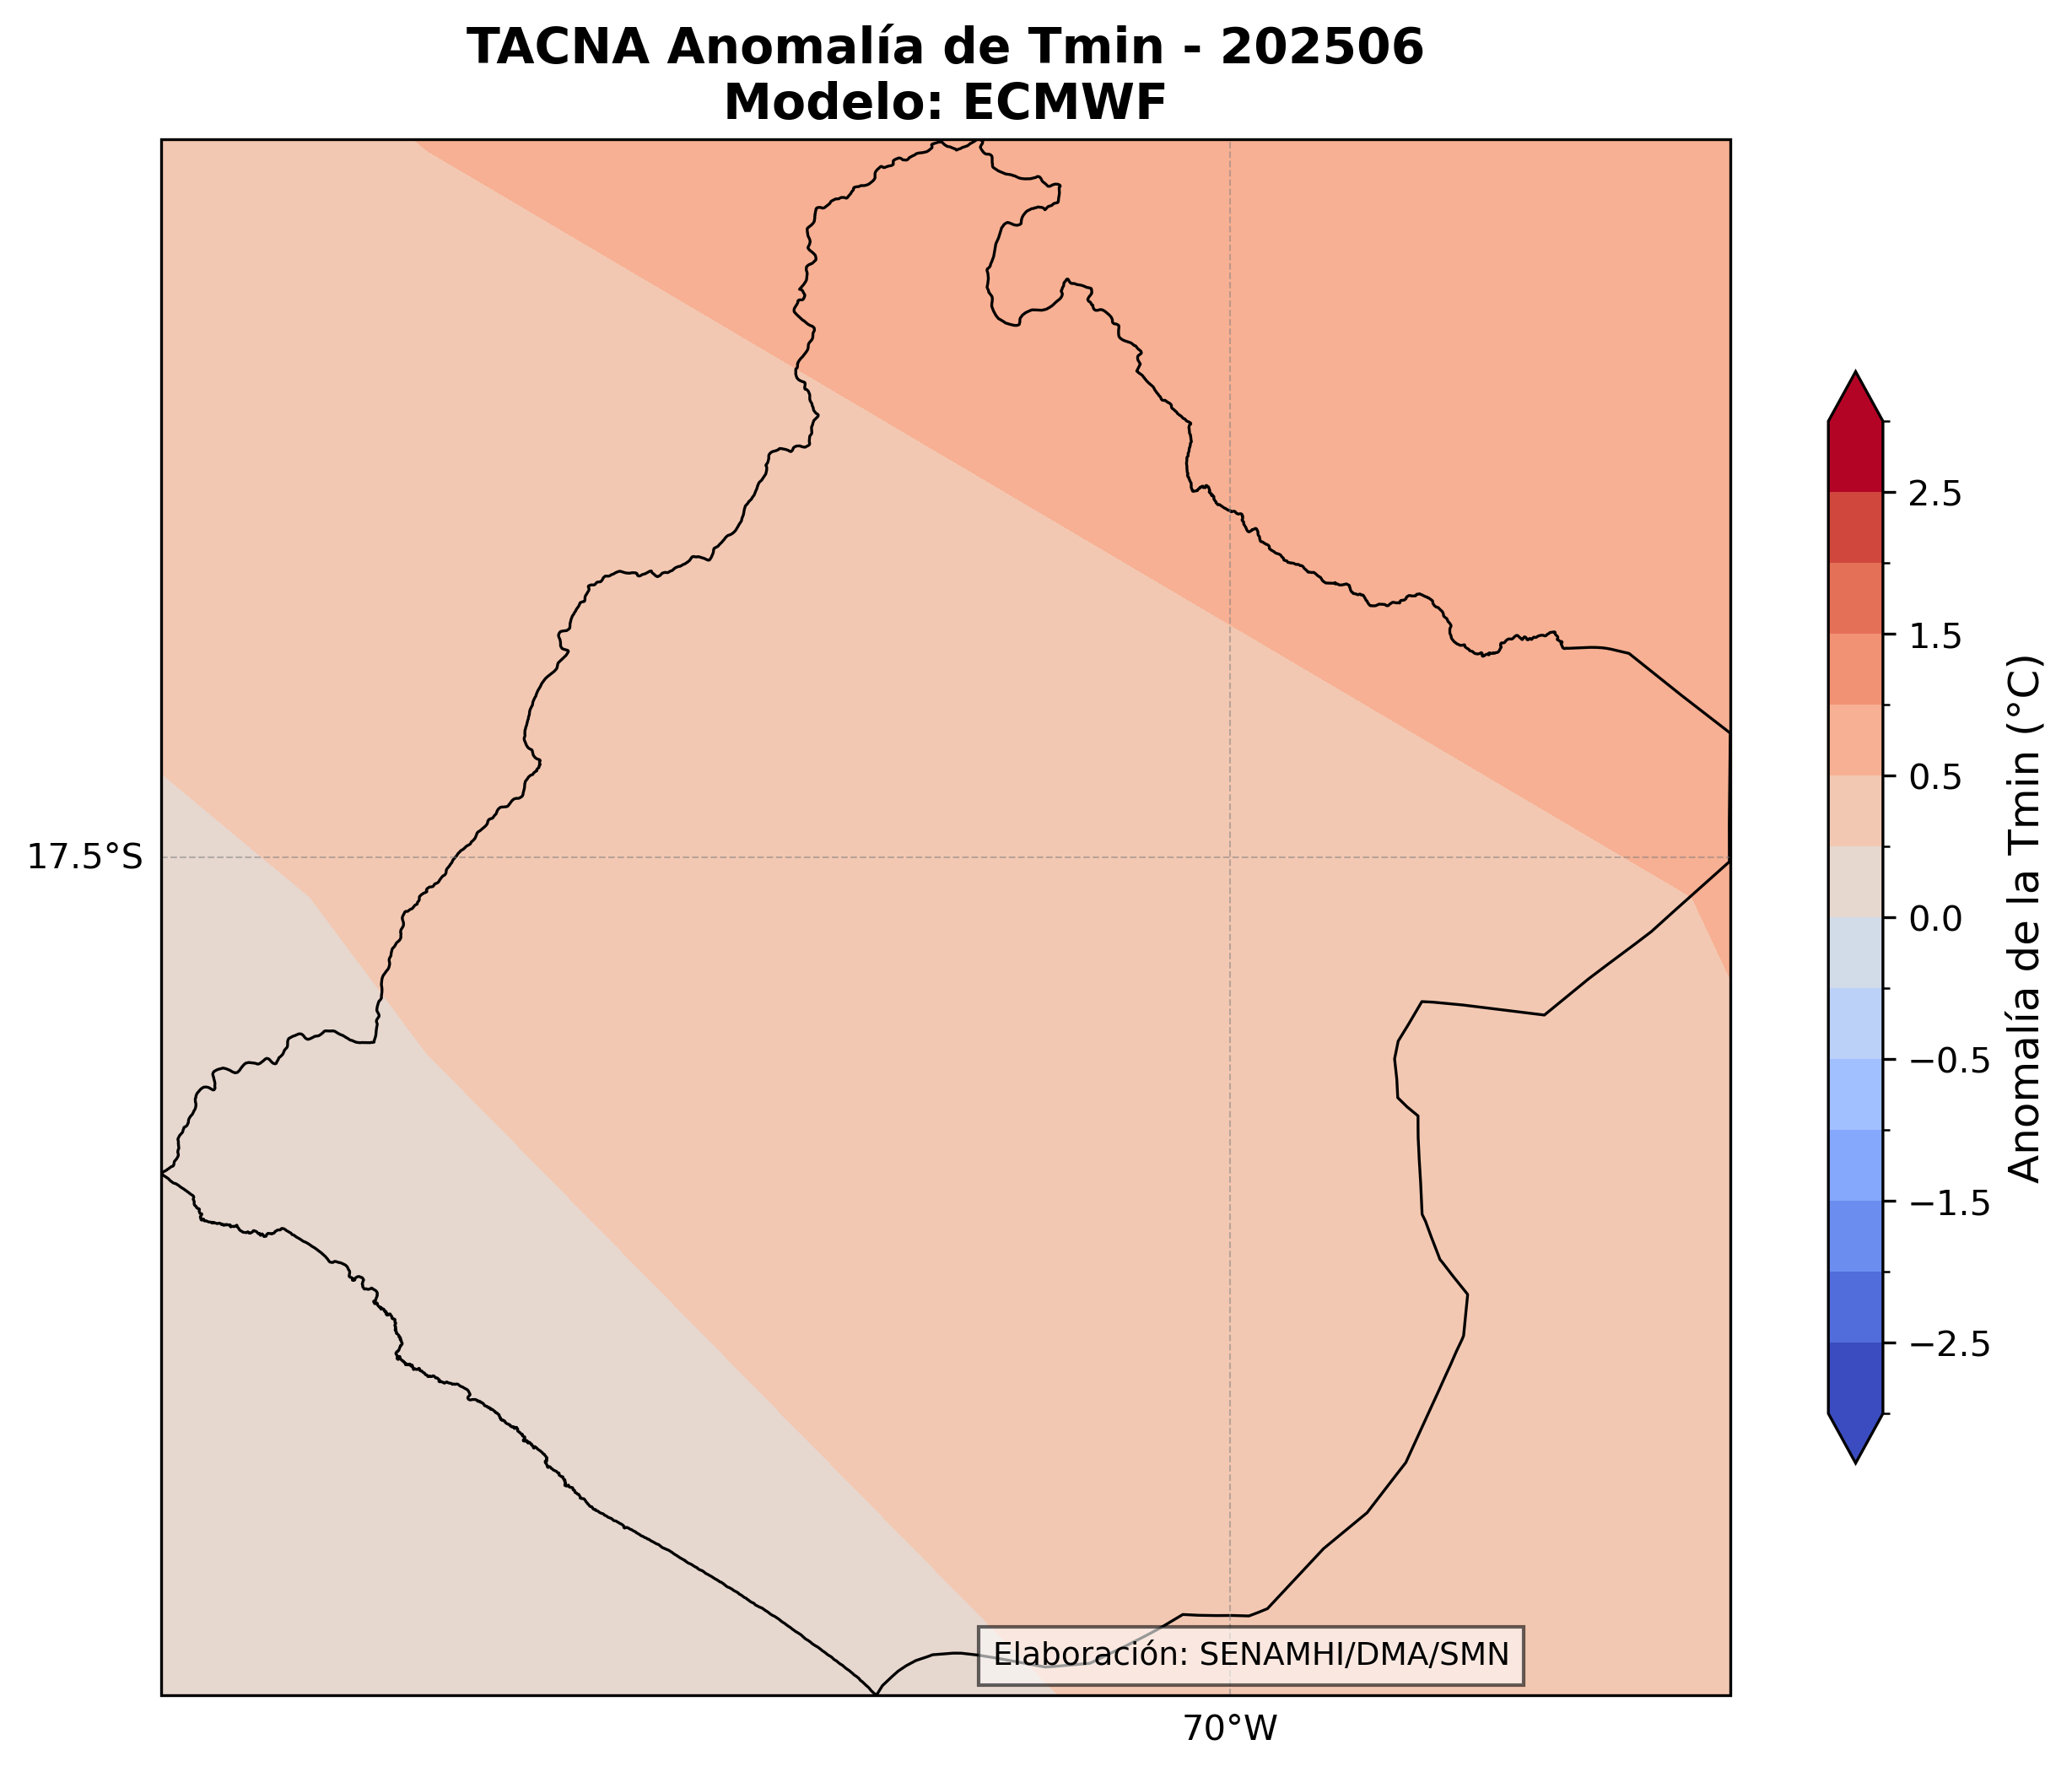 TACNA Anomalía de Tmin - 202506
Modelo: ECMWF
2.5
1.5
0.5
0.0
−0.5
−1.5
−2.5
Anomalía de la Tmin (°C)
17.5°S
70°W
Elaboración: SENAMHI/DMA/SMN